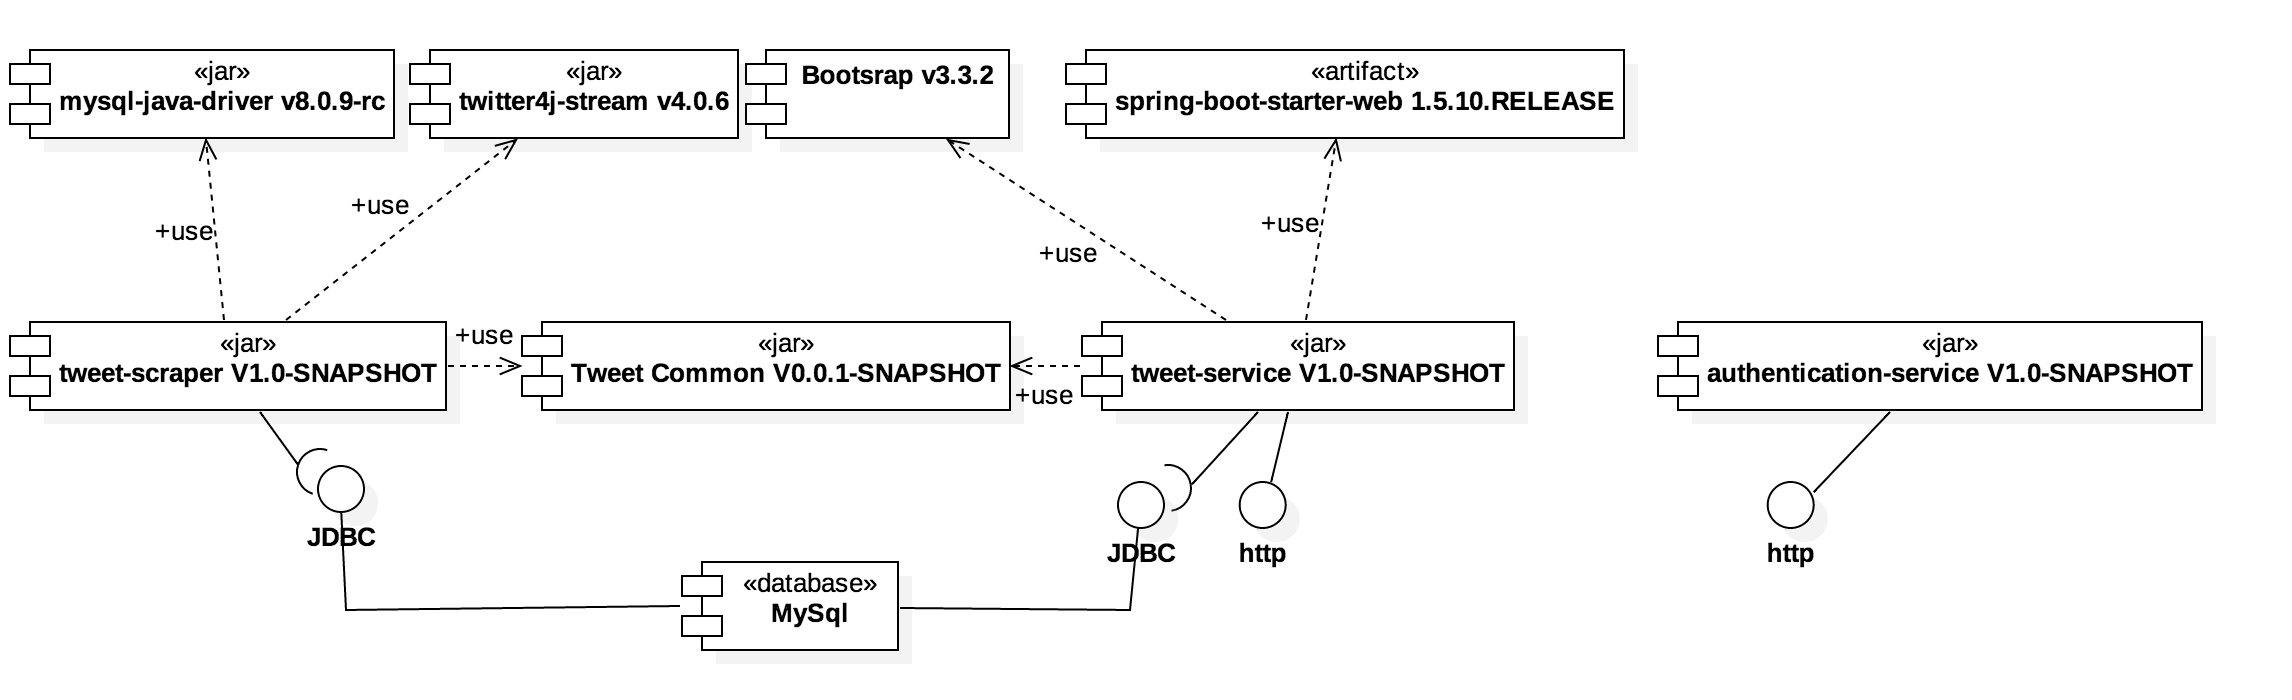 «jar»
mysql-java-driver v8.0.9-rc
«jar»
twitter4j-stream v4.0.6
Bootsrap v3.3.2
«artifact»
spring-boot-starter-web 1.5.10.RELEASE
+use
+use
+use
+use
«jar»
tweet-scraper V1.0-SNAPSHOT
+use
«jar»
Tweet Common V0.0.1-SNAPSHOT
+use
«jar»
tweet-service V1.0-SNAPSHOT
«jar»
authentication-service V1.0-SNAPSHOT
JDBC
JDBC
http
http
«database»
MySql